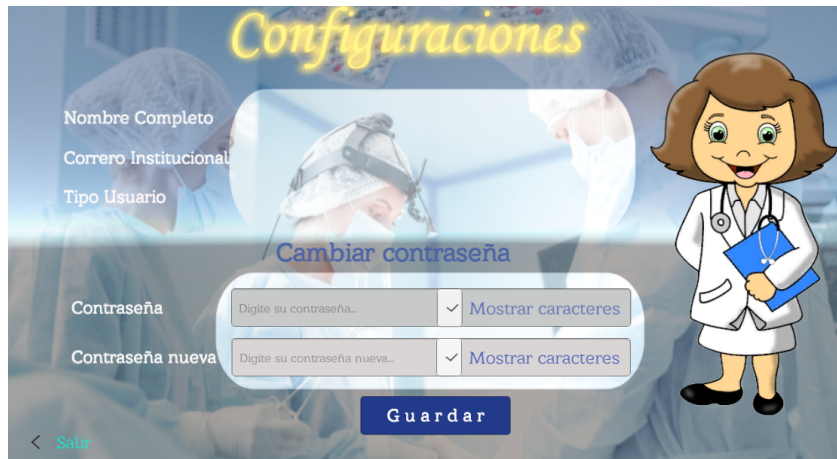 Configuraciones
Nombre Completo
Correro Institucional
Tipo Usuario
Cambiar contraseña
Contraseña
Digite su contraseña...
Mostrar caracteres
Contraseña nueva
Digite su contraseña nueva...
Mostrar caracteres
Guardar
< Salir